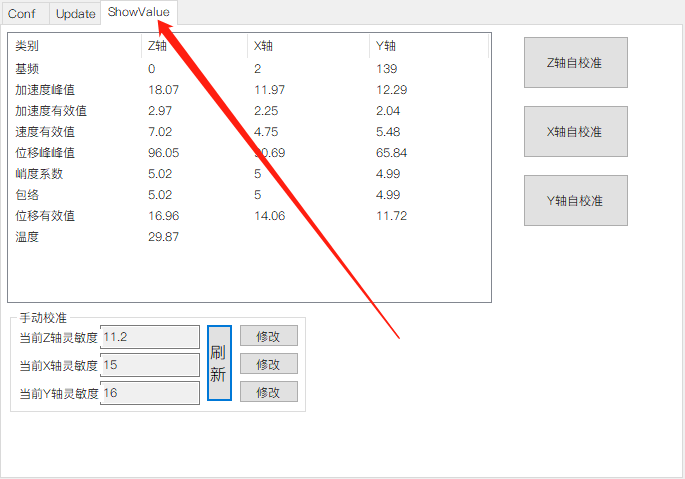 Conf Update ShowValue
类别 Z轴 X轴 Y轴
基频 0 2 139
加速度峰值 18.07 11.97 12.29
加速度有效值 2.97 2.25 2.04
速度有效值 7.02 4.75 5.48
位移峰峰值 96.05 0.69 65.84
峭度系数 5.02 5 4.99
包络 5.02 5 4.99
位移有效值 16.96 14.06 11.72
温度 29.87
Z轴自校准
X轴自校准
Y轴自校准
手动校准
当前Z轴灵敏度 11.2 修改
当前X轴灵敏度 15 修改
当前Y轴灵敏度 16 修改
刷新